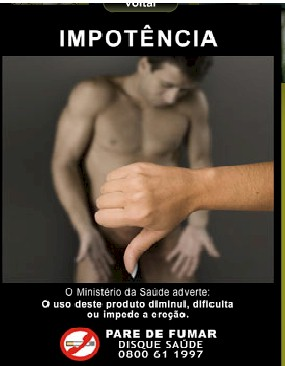 Voltar
IMPOTÊNCIA
O Ministério da Saúde adverte:
O uso deste produto diminui, dificulta
ou impede a ereção.
PARE DE FUMAR
DISQUE SAÚDE
0800 61 1997